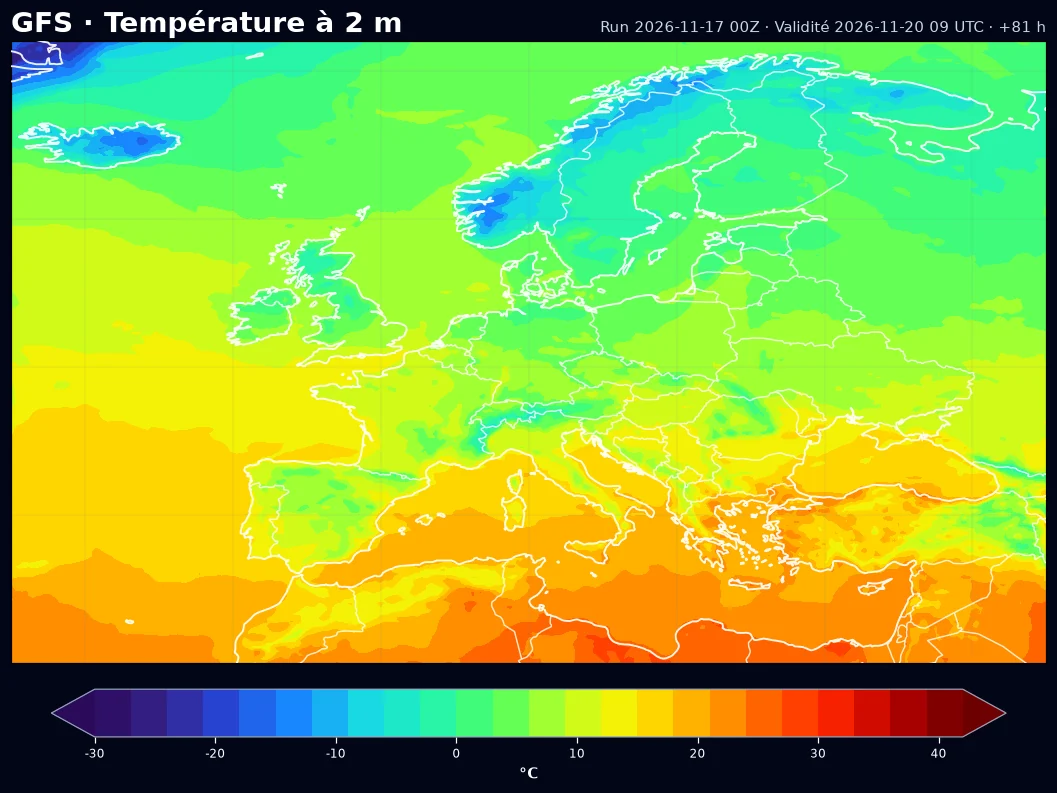 GFS · Température à 2 m
Run 2026-11-17 00Z · Validité 2026-11-20 09 UTC · +81 h
-30 -20 -10 0 10 20 30 40
°C